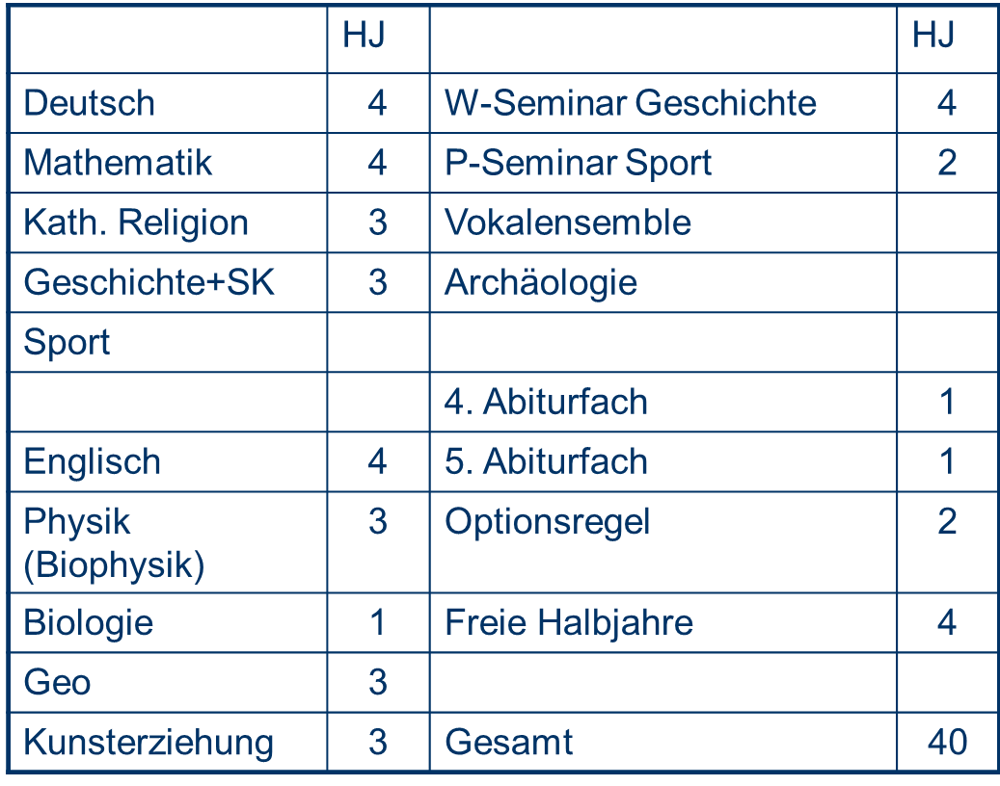 HJ HJ
Deutsch 4 W-Seminar Geschichte 4
Mathematik 4 P-Seminar Sport 2
Kath. Religion 3 Vokalensemble
Geschichte+SK 3 Archäologie
Sport
4. Abiturfach 1
Englisch 4 5. Abiturfach 1
Physik 3 Optionsregel 2
(Biophysik)
Biologie 1 Freie Halbjahre 4
Geo 3
Kunsterziehung 3 Gesamt 40